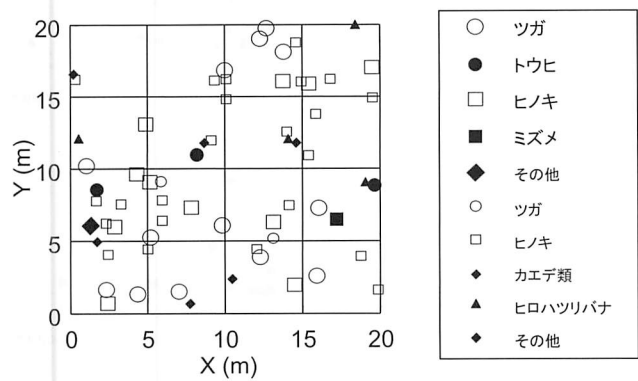 20
15
10
5
0
Y (m)
0 5 10 15 20
X (m)
ツガ
トウヒ
ヒノキ
ミズメ
その他
ツガ
ヒノキ
カエデ類
ヒロハツリバナ
その他